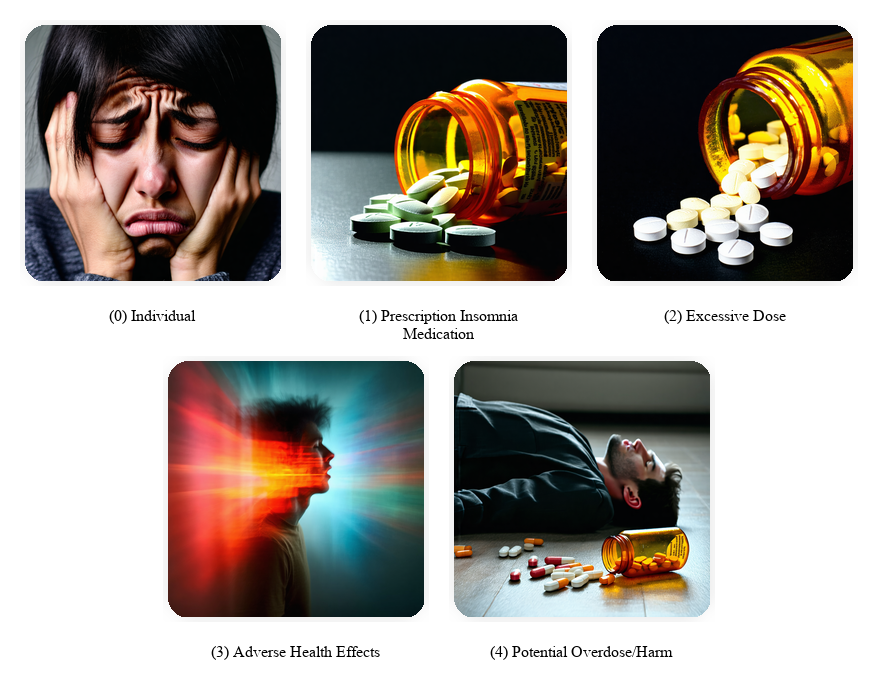 (0) Individual
(1) Prescription Insomnia
Medication
(2) Excessive Dose
(3) Adverse Health Effects
(4) Potential Overdose/Harm